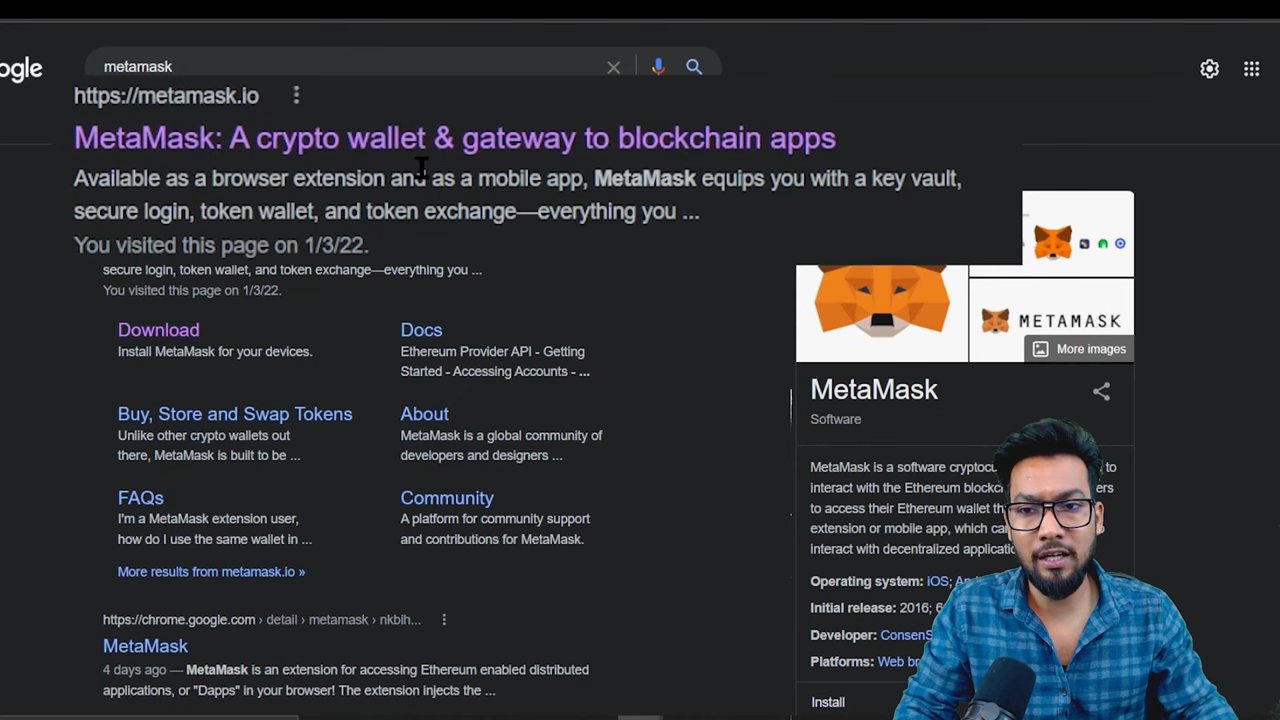 ogle
metamask
https://metamask.io
MetaMask: A crypto wallet & gateway to blockchain apps
Available as a browser extension and as a mobile app, MetaMask equips you with a key vault,
secure login, token wallet, and token exchange—everything you ...
You visited this page on 1/3/22.
secure login, token wallet, and token exchange—everything you ...
You visited this page on 1/3/22.
Download
Install MetaMask for your devices.
Docs
Ethereum Provider API - Getting
Started - Accessing Accounts - ...
Buy, Store and Swap Tokens
Unlike other crypto wallets out
there, MetaMask is built to be ...
About
MetaMask is a global community of
developers and designers ...
FAQs
I'm a MetaMask extension user,
how do I use the same wallet in ...
Community
A platform for community support
and contributions for MetaMask.
More results from metamask.io »
https://chrome.google.com › detail › metamask › nkbih...
MetaMask
4 days ago — MetaMask is an extension for accessing Ethereum enabled distributed
applications, or "Dapps" in your browser! The extension injects the ...
METAMASK
More images
MetaMask
Software
MetaMask is a software to
interact with the Ethereum
to access their Ethereum wallet
extension or mobile app, which
interact with decentralized
Operating system: iOS;
Initial release: 2016;
Developer:
Platforms: Web
Install